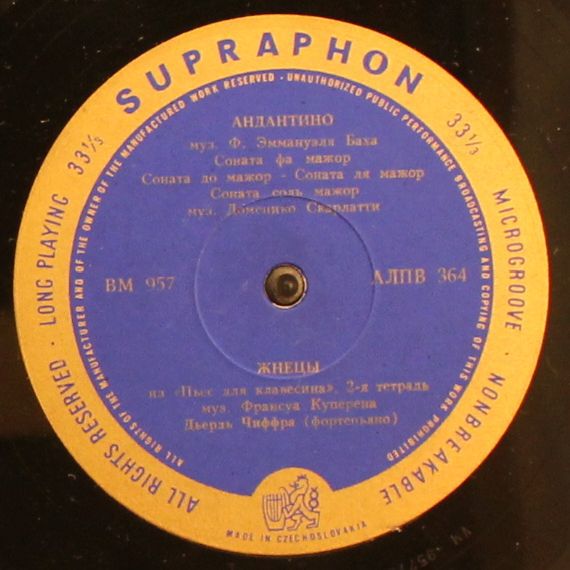 SUPRAPHON
ALL RIGHTS RESERVED · LONG PLAYING 33⅓
33⅓ MICROGROOVE NONBREAKABLE
ALL RIGHTS OF THE MANUFACTURER AND OF THE OWNER OF THE MANUFACTURED WORK RESERVED · UNAUTHORIZED PUBLIC PERFORMANCE BROADCASTING AND COPYING OF THIS WORK PROHIBITED
АНДАНТИНО
муз. Ф. Эммануэля Баха
Соната фа мажор
Соната до мажор - Соната ля мажор
Соната соль мажор
муз. Доменико Скарлатти
ВМ 957
АЛПВ 364
ЖНЕЦЫ
из «Пьес для клавесина», 2-я тетрадь
муз. Франсуа Куперена
Дьердь Чиффра (фортепьяно)
MADE IN CZECHOSLOVAKIA